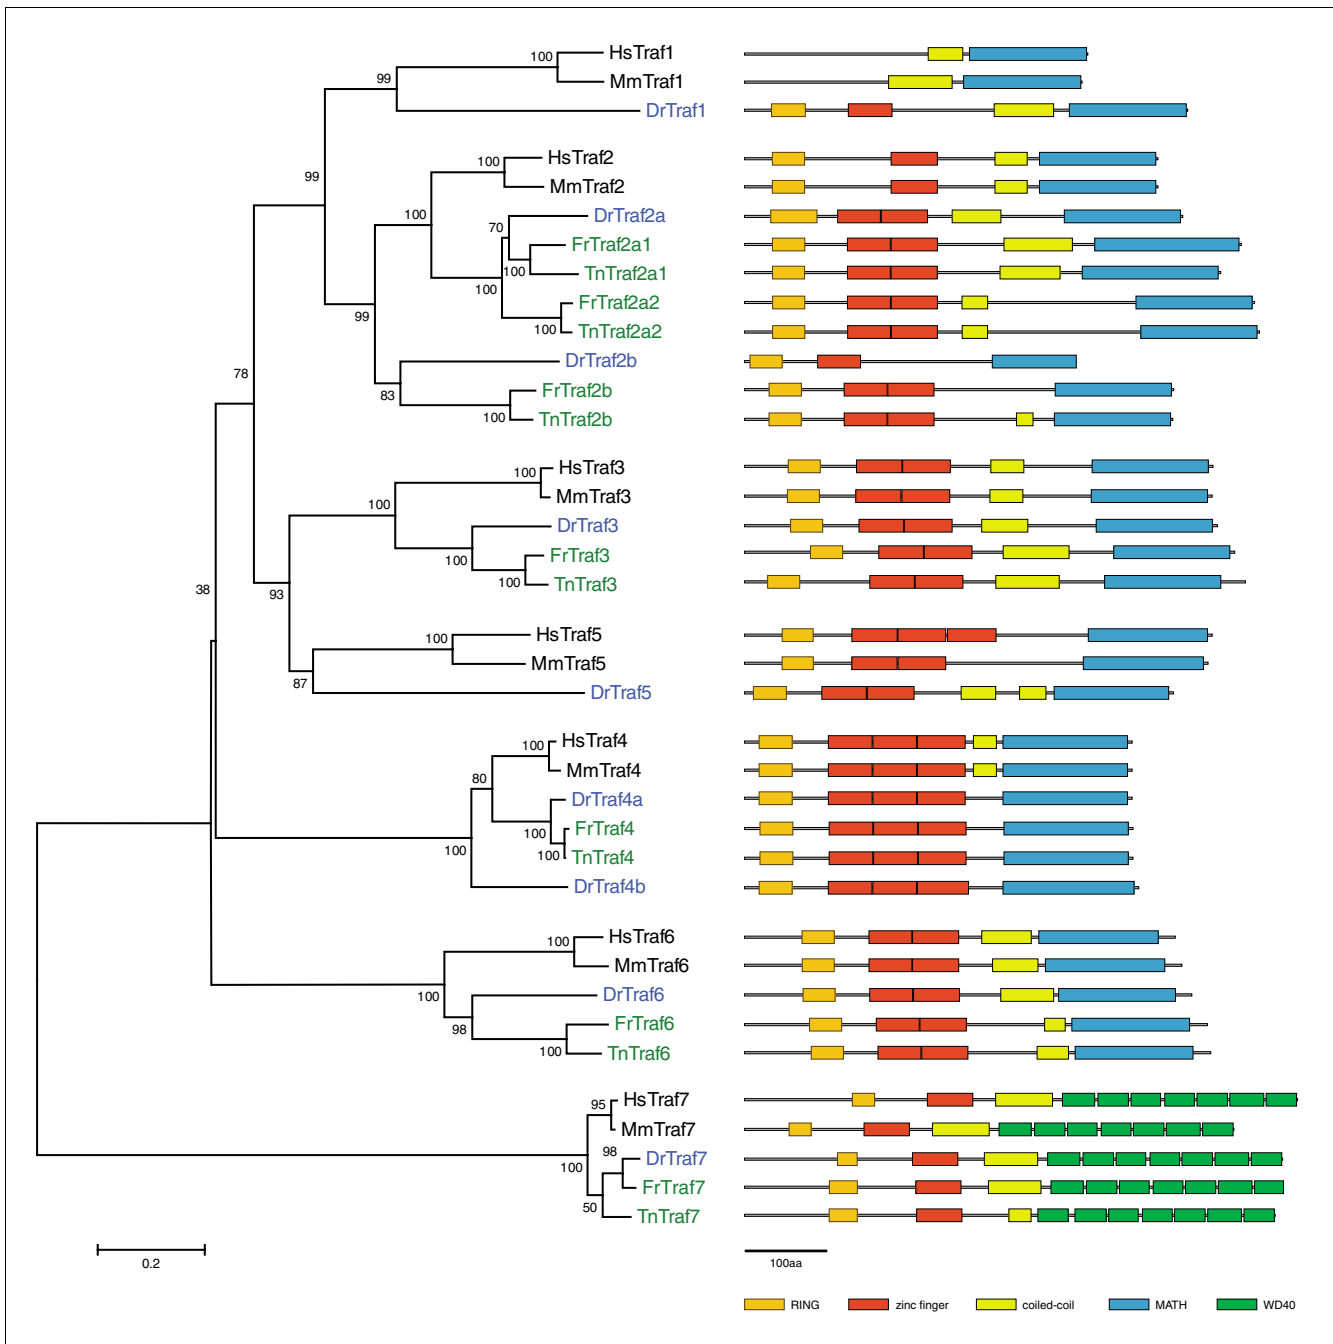 HsTraf1
100
MmTraf1
99
DrTraf1
HsTraf2
100
MmTraf2
99
100
DrTraf2a
70
FrTraf2a1
100
TnTraf2a1
100
FrTraf2a2
99
100
TnTraf2a2
DrTraf2b
78
83
FrTraf2b
100
TnTraf2b
HsTraf3
100
MmTraf3
100
DrTraf3
100
FrTraf3
100
TnTraf3
38
93
HsTraf5
100
MmTraf5
87
DrTraf5
HsTraf4
100
MmTraf4
80
DrTraf4a
100
FrTraf4
100
100
TnTraf4
DrTraf4b
HsTraf6
100
MmTraf6
100
DrTraf6
98
FrTraf6
100
TnTraf6
HsTraf7
95
MmTraf7
100
98
DrTraf7
FrTraf7
50
TnTraf7
0.2
100aa
RING zinc finger coiled-coil MATH WD40